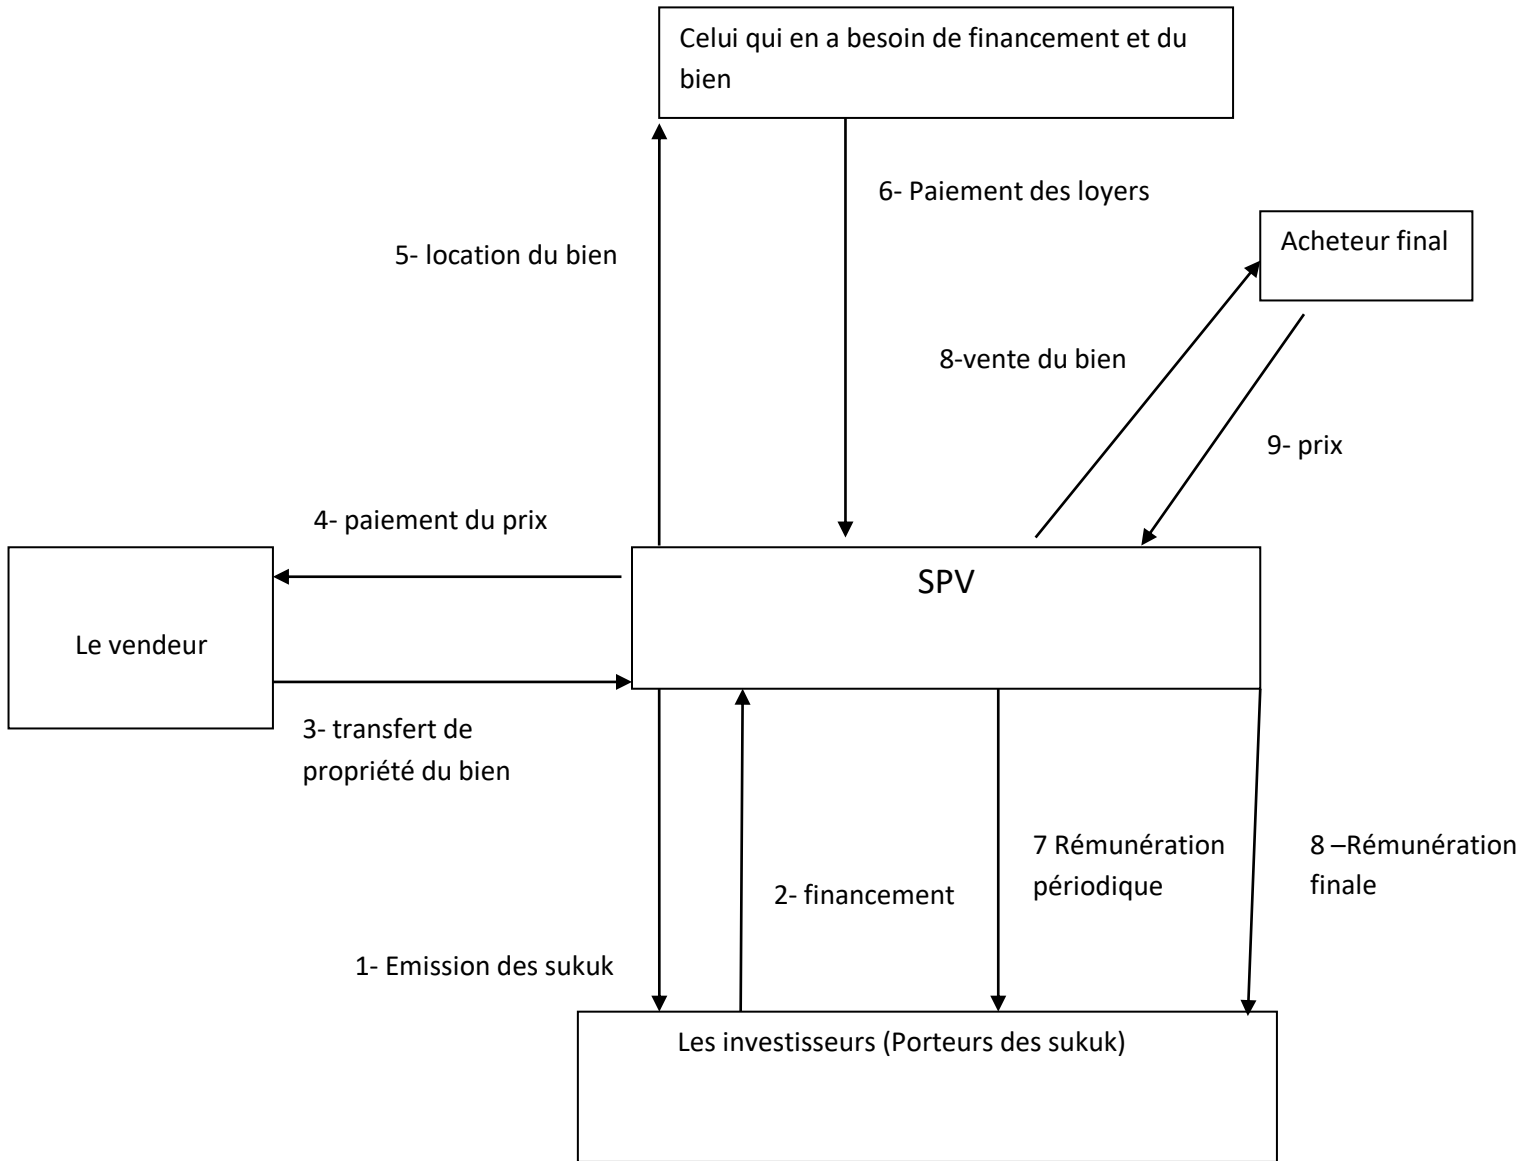 Celui qui en a besoin de financement et du
bien
6- Paiement des loyers
Acheteur final
5- location du bien
8-vente du bien
9- prix
4- paiement du prix
SPV
Le vendeur
3- transfert de
propriété du bien
7 Rémunération
périodique
8 –Rémunération
finale
2- financement
1- Emission des sukuk
Les investisseurs (Porteurs des sukuk)